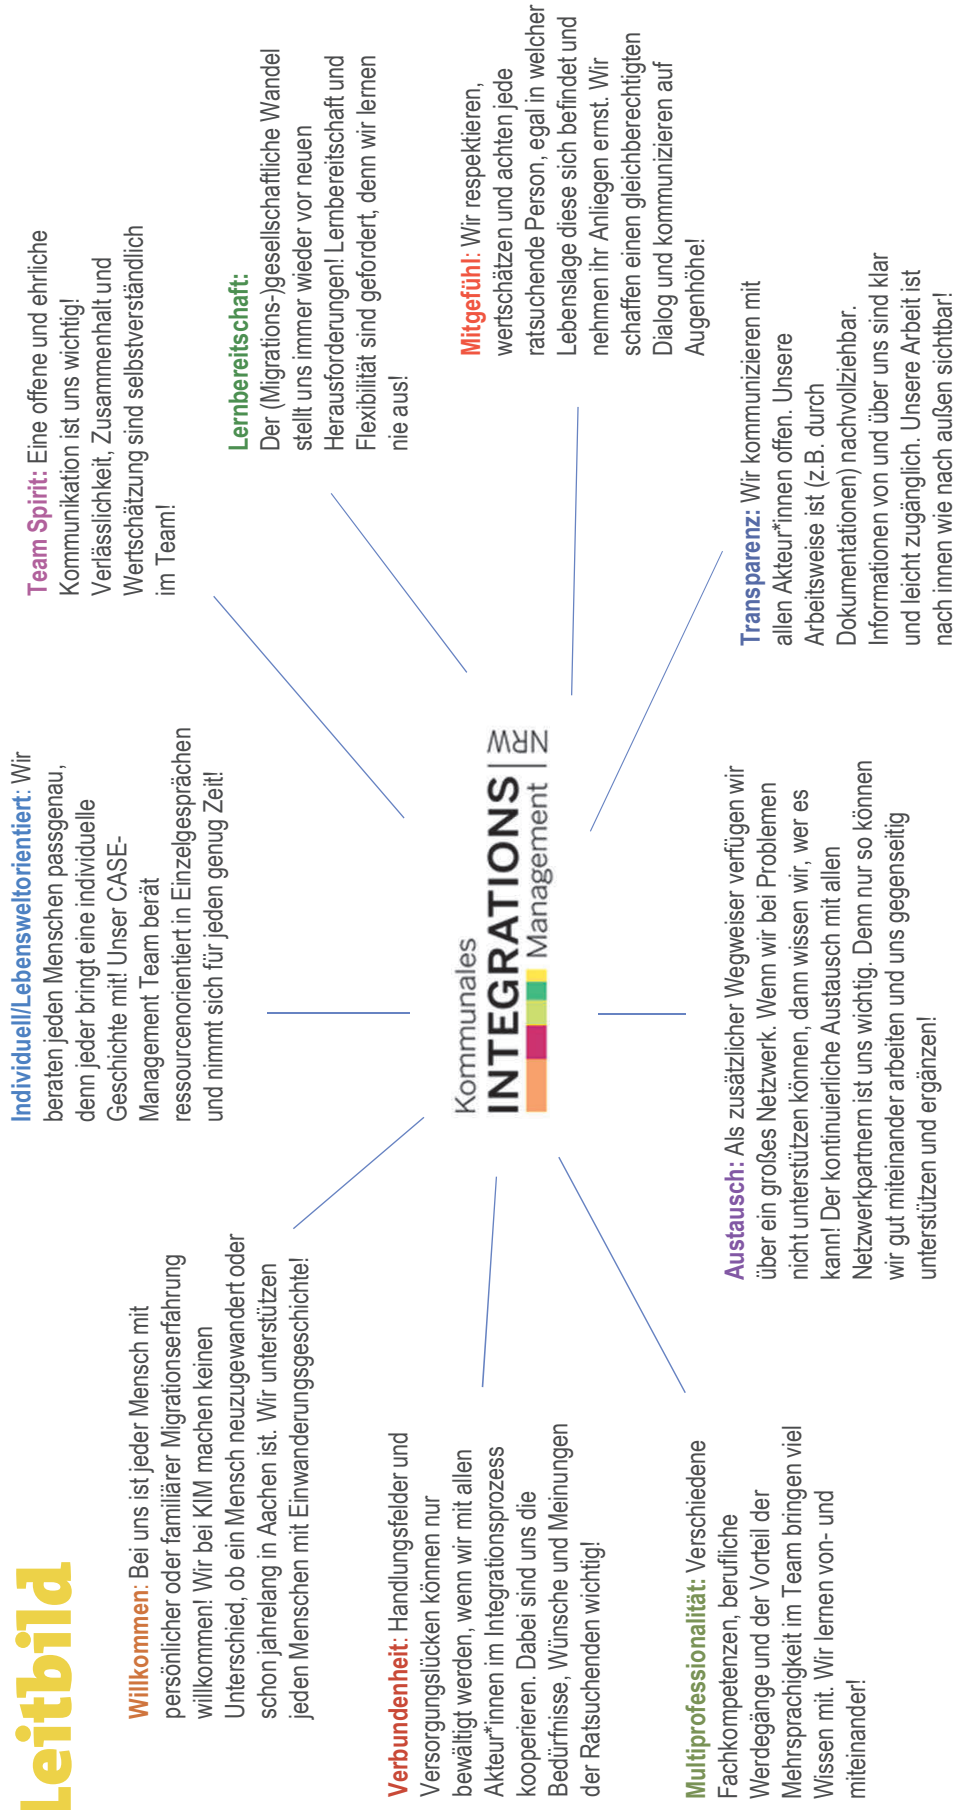 Leitbild
Individuell/Lebensweltorientiert: Wir
beraten jeden Menschen passgenau,
denn jeder bringt eine individuelle
Geschichte mit! Unser CASE-
Management Team berät
ressourcenorientiert in Einzelgesprächen
und nimmt sich für jeden genug Zeit!
Team Spirit: Eine offene und ehrliche
Kommunikation ist uns wichtig!
Verlässlichkeit, Zusammenhalt und
Wertschätzung sind selbstverständlich
im Team!
Willkommen: Bei uns ist jeder Mensch mit
persönlicher oder familiärer Migrationserfahrung
willkommen! Wir bei KIM machen keinen
Unterschied, ob ein Mensch neuzugewandert oder
schon jahrelang in Aachen ist. Wir unterstützen
jeden Menschen mit Einwanderungsgeschichte!
Lernbereitschaft:
Der (Migrations-)gesellschaftliche Wandel
stellt uns immer wieder vor neuen
Herausforderungen! Lernbereitschaft und
Flexibilität sind gefordert, denn wir lernen
nie aus!
Verbundenheit: Handlungsfelder und
Versorgungslücken können nur
bewältigt werden, wenn wir mit allen
Akteur*innen im Integrationsprozess
kooperieren. Dabei sind uns die
Bedürfnisse, Wünsche und Meinungen
der Ratsuchenden wichtig!
Kommunales
INTEGRATIONS
Management
NRW
Mitgefühl: Wir respektieren,
wertschätzen und achten jede
ratsuchende Person, egal in welcher
Lebenslage diese sich befindet und
nehmen ihr Anliegen ernst. Wir
schaffen einen gleichberechtigten
Dialog und kommunizieren auf
Augenhöhe!
Multiprofessionalität: Verschiedene
Fachkompetenzen, berufliche
Werdegänge und der Vorteil der
Mehrsprachigkeit im Team bringen viel
Wissen mit. Wir lernen von- und
miteinander!
Austausch: Als zusätzlicher Wegweiser verfügen wir
über ein großes Netzwerk. Wenn wir bei Problemen
nicht unterstützen können, dann wissen wir, wer es
kann! Der kontinuierliche Austausch mit allen
Netzwerkpartnern ist uns wichtig. Denn nur so können
wir gut miteinander arbeiten und uns gegenseitig
unterstützen und ergänzen!
Transparenz: Wir kommunizieren mit
allen Akteur*innen offen. Unsere
Arbeitsweise ist (z.B. durch
Dokumentationen) nachvollziehbar.
Informationen von und über uns sind klar
und leicht zugänglich. Unsere Arbeit ist
nach innen wie nach außen sichtbar!